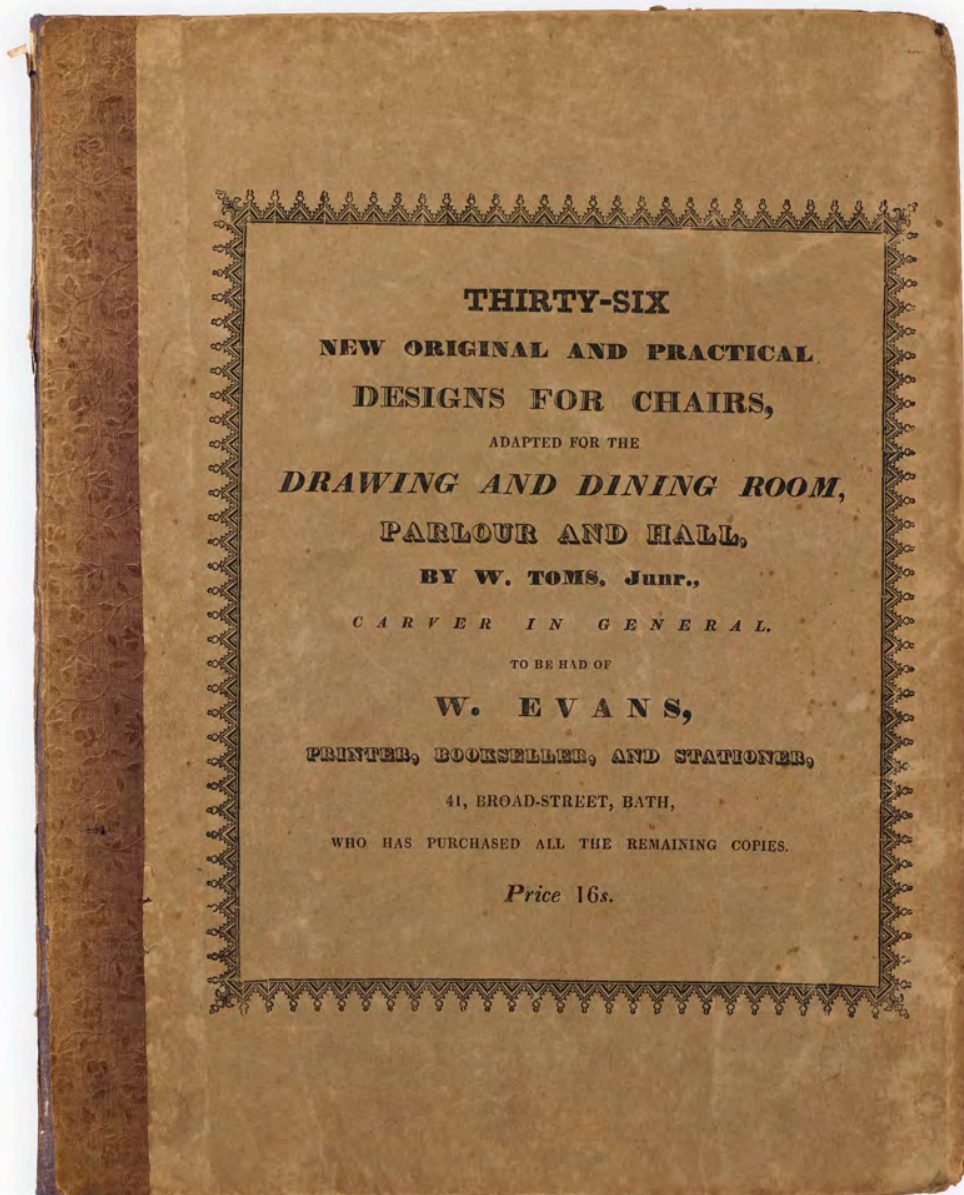 THIRTY-SIX
NEW ORIGINAL AND PRACTICAL
DESIGNS FOR CHAIRS,
ADAPTED FOR THE
DRAWING AND DINING ROOM,
PARLOUR AND HALL,
BY W. TOMS, Junr.,
CARVER IN GENERAL.
TO BE HAD OF
W. EVANS,
PRINTER, BOOKSELLER, AND STATIONER,
41, BROAD-STREET, BATH,
WHO HAS PURCHASED ALL THE REMAINING COPIES.
Price 16s.